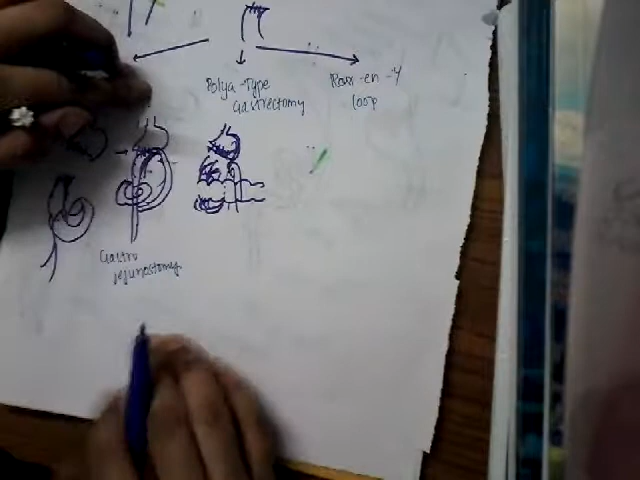 Polya-Type
Gastrectomy
Roux-en-Y
loop
Gastro
jejunostomy